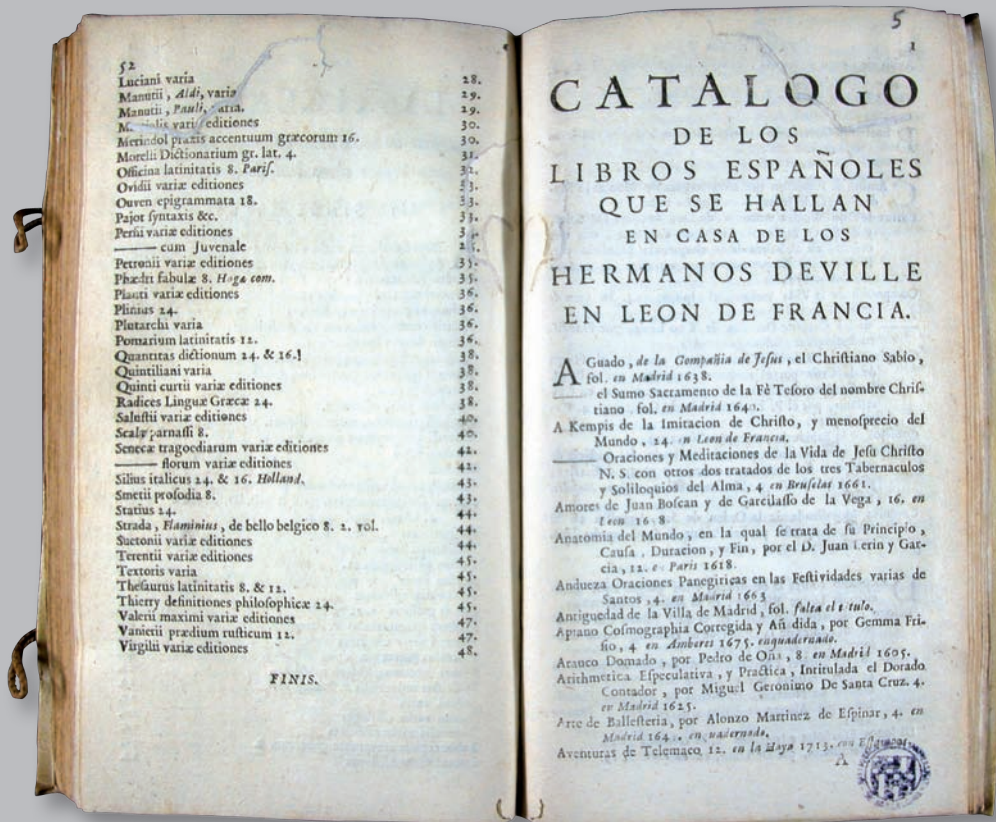 52
Luciani varia 28.
Manutii, Aldi, varia 29.
Manutii, Pauli, varia. 29.
Martialis variæ editiones 30.
Merindol praxis accentuum græcorum 16. 30.
Morelii Dictionarium gr. lat. 4. 31.
Officina latinitatis 8. Pariſ. 32.
Ovidii variæ editiones 33.
Ouven epigrammata 18. 33.
Pajot ſyntaxis &c. 33.
Perſii variæ editiones
——— cum Juvenale
Petronii variæ editiones 35.
Phædri fabulæ 8. Hogæ com. 35.
Plauti variæ editiones 36.
Plinius 24. 36.
Plutarchi varia 36.
Pomarium latinitatis 12. 36.
Quantitas dictionum 24. & 16. 38.
Quintiliani varia 38.
Quinti curtii variæ editiones 38.
Radices Linguæ Græcæ 24. 38.
Saluſtii variæ editiones 40.
Scalæ parnaſſi 8. 40.
Senecæ tragoediarum variæ editiones 42.
——— florum variæ editiones 42.
Silius italicus 24. & 16. Holland. 43.
Smetii proſodia 8. 43.
Statius 24. 44.
Strada, Flaminius, de bello belgico 8. 2. vol. 44.
Suetonii variæ editiones 44.
Terentii variæ editiones 45.
Textoris varia 45.
Theſaurus latinitatis 8. & 12. 45.
Thierry definitiones philoſophicæ 24. 45.
Valerii maximi variæ editiones 47.
Vanierii prædium ruſticum 12. 47.
Virgilii variæ editiones 48.
FINIS.
5
1
CATALOGO
DE LOS
LIBROS ESPAÑOLES
QUE SE HALLAN
EN CASA DE LOS
HERMANOS DEVILLE
EN LEON DE FRANCIA.
AGuado, de la Compañia de Jeſus, el Chriſtiano Sabio,
fol. en Madrid 1638.
——— el Sumo Sacramento de la Fè Teſoro del nombre Chriſ-
tiano. fol. en Madrid 1640.
A Kempis de la Imitacion de Chriſto, y menoſprecio del
Mundo, 24. en Leon de Francia.
——— Oraciones y Meditaciones de la Vida de Jeſu Chriſto
N. S. con otros dos tratados de los tres Tabernaculos
y Soliloquios del Alma, 4 en Bruſelas 1661.
Amores de Juan Boſcan y de Garcilaſſo de la Vega, 16. en
Leon
Anatomia del Mundo, en la qual ſe trata de ſu Principio,
Cauſa, Duracion, y Fin, por el D. Juan Gar-
cia, 12. en Paris 1618.
Andueza Oraciones Panegiricas en las Feſtividades varias de
Santos, 4. en Madrid 1663
Antiguedad de la Villa de Madrid, fol. falta el titulo.
Apiano Coſmographia Corregida y Añadida, por Gemma Fri-
ſio, 4 en Amberes 1675. enquadernado.
Arauco Domado, por Pedro de Oña, 8. en Madrid 1605.
Arithmetica Eſpeculativa, y Practica, Intitulada el Dorado
Contador, por Miguel Geronimo De Santa Cruz. 4.
en Madrid 1625.
Arte de Balleſteria, por Alonzo Martinez de Eſpinar, 4. en
Madrid enquadernado.
Aventuras de Telemaco 12. en la Haya 1713. con Eſtampas.
A